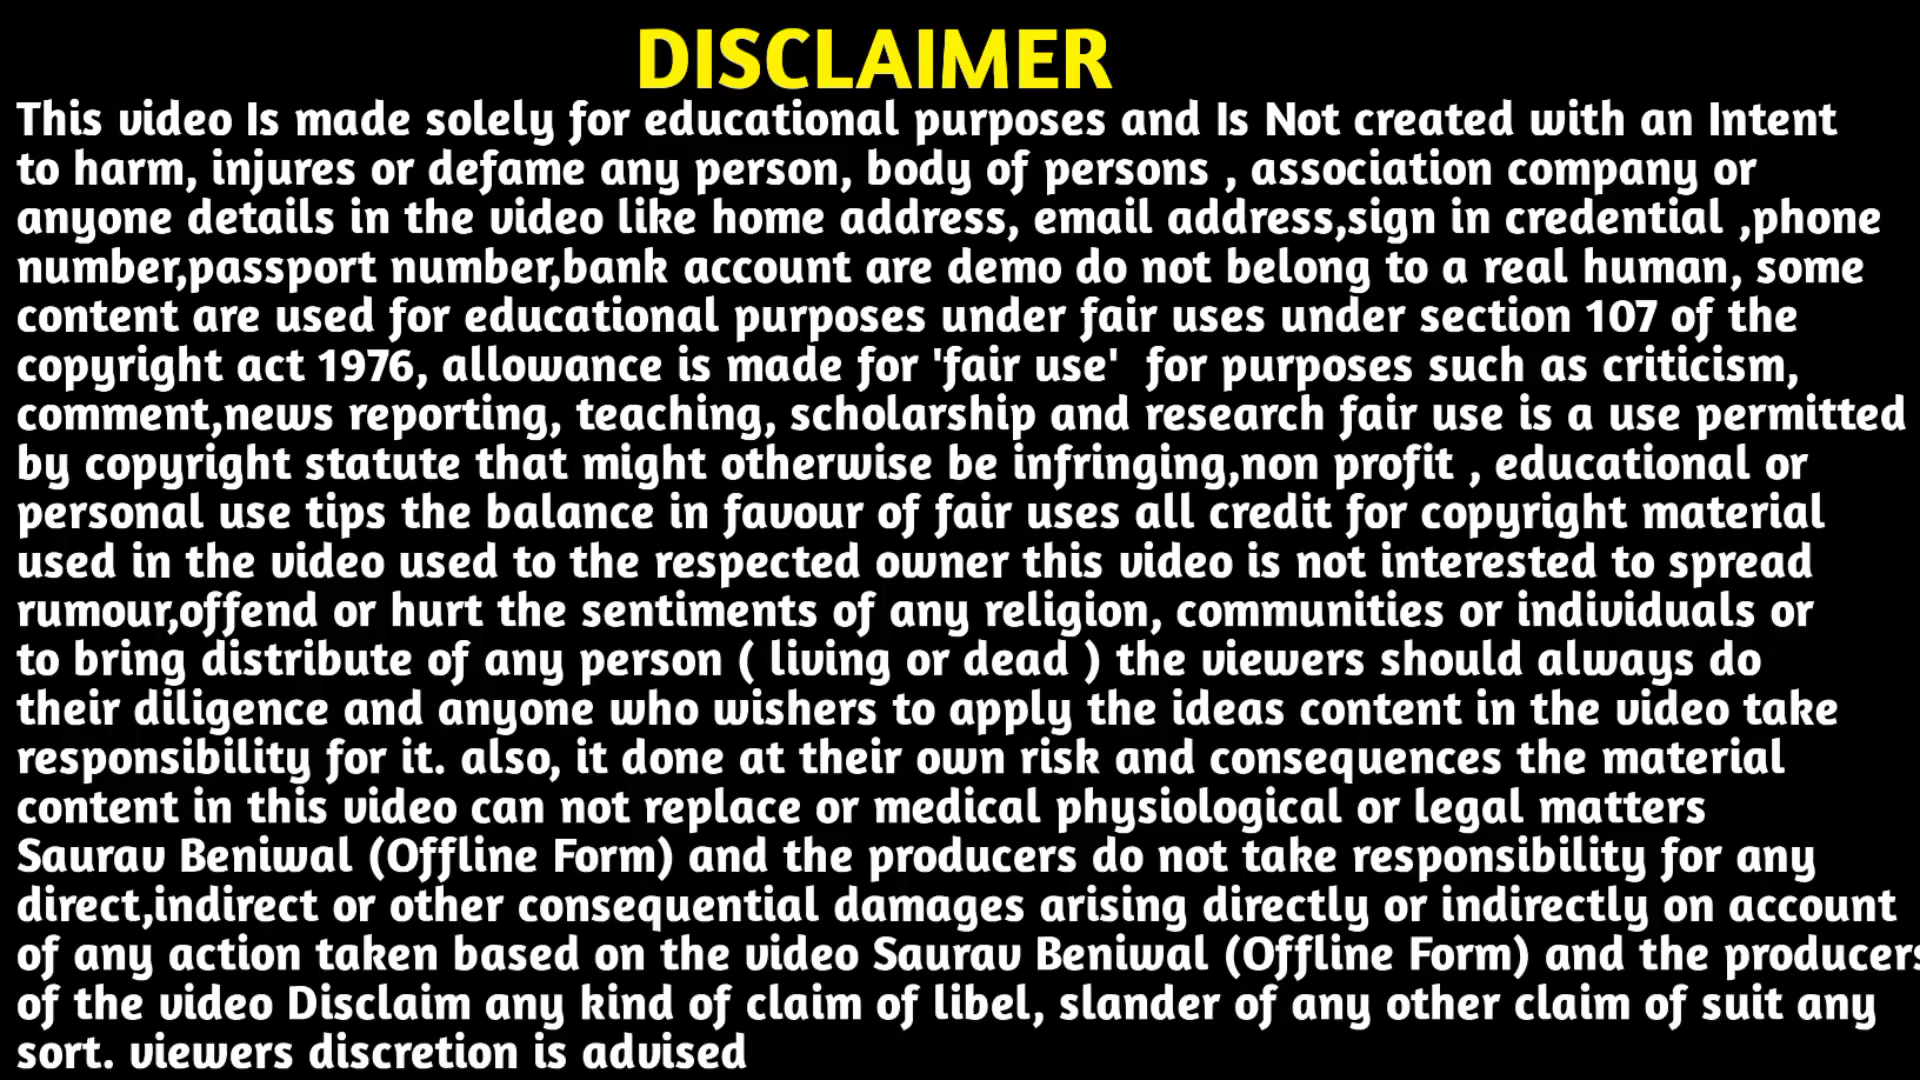 DISCLAIMER
This video Is made solely for educational purposes and Is Not created with an Intent
to harm, injures or defame any person, body of persons , association company or
anyone details in the video like home address, email address,sign in credential ,phone
number,passport number,bank account are demo do not belong to a real human, some
content are used for educational purposes under fair uses under section 107 of the
copyright act 1976, allowance is made for 'fair use'  for purposes such as criticism,
comment,news reporting, teaching, scholarship and research fair use is a use permitted
by copyright statute that might otherwise be infringing,non profit , educational or
personal use tips the balance in favour of fair uses all credit for copyright material
used in the video used to the respected owner this video is not interested to spread
rumour,offend or hurt the sentiments of any religion, communities or individuals or
to bring distribute of any person ( living or dead ) the viewers should always do
their diligence and anyone who wishers to apply the ideas content in the video take
responsibility for it. also, it done at their own risk and consequences the material
content in this video can not replace or medical physiological or legal matters
Saurav Beniwal (Offline Form) and the producers do not take responsibility for any
direct,indirect or other consequential damages arising directly or indirectly on account
of any action taken based on the video Saurav Beniwal (Offline Form) and the producers
of the video Disclaim any kind of claim of libel, slander of any other claim of suit any
sort. viewers discretion is advised